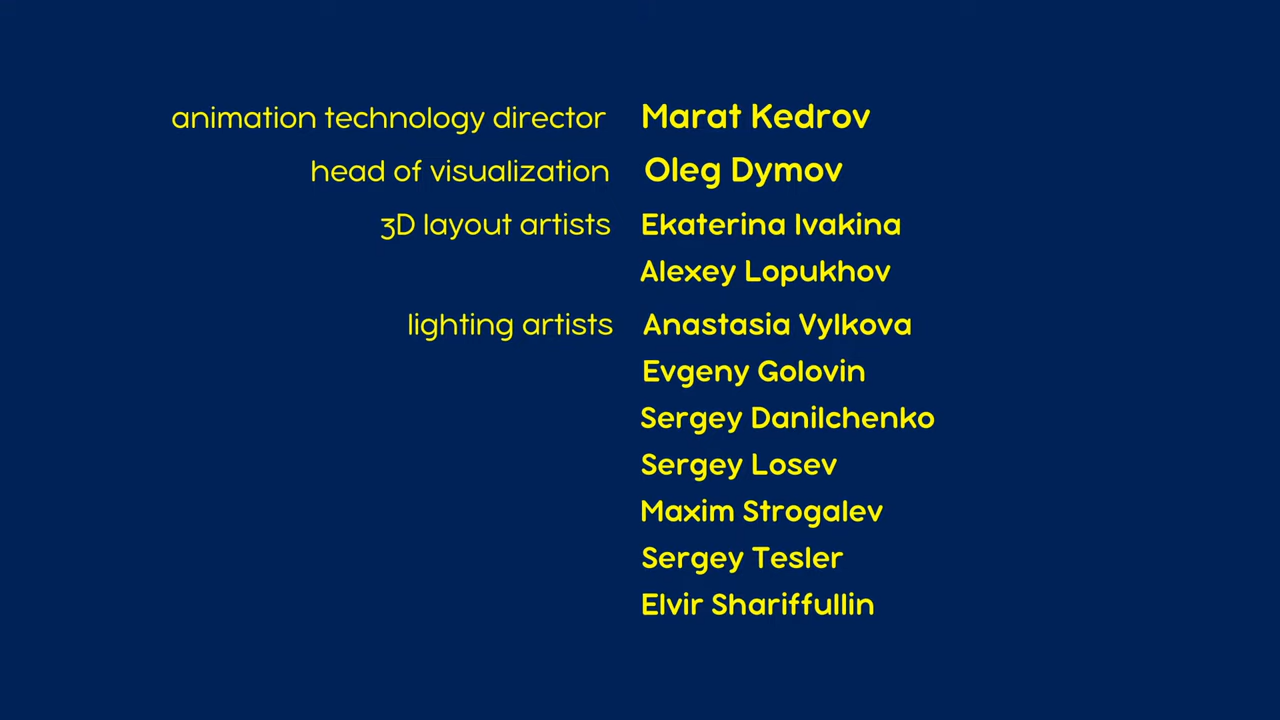 animation technology director Marat Kedrov
head of visualization Oleg Dymov
3D layout artists Ekaterina Ivakina
Alexey Lopukhov
lighting artists Anastasia Vylkova
Evgeny Golovin
Sergey Danilchenko
Sergey Losev
Maxim Strogalev
Sergey Tesler
Elvir Shariffullin